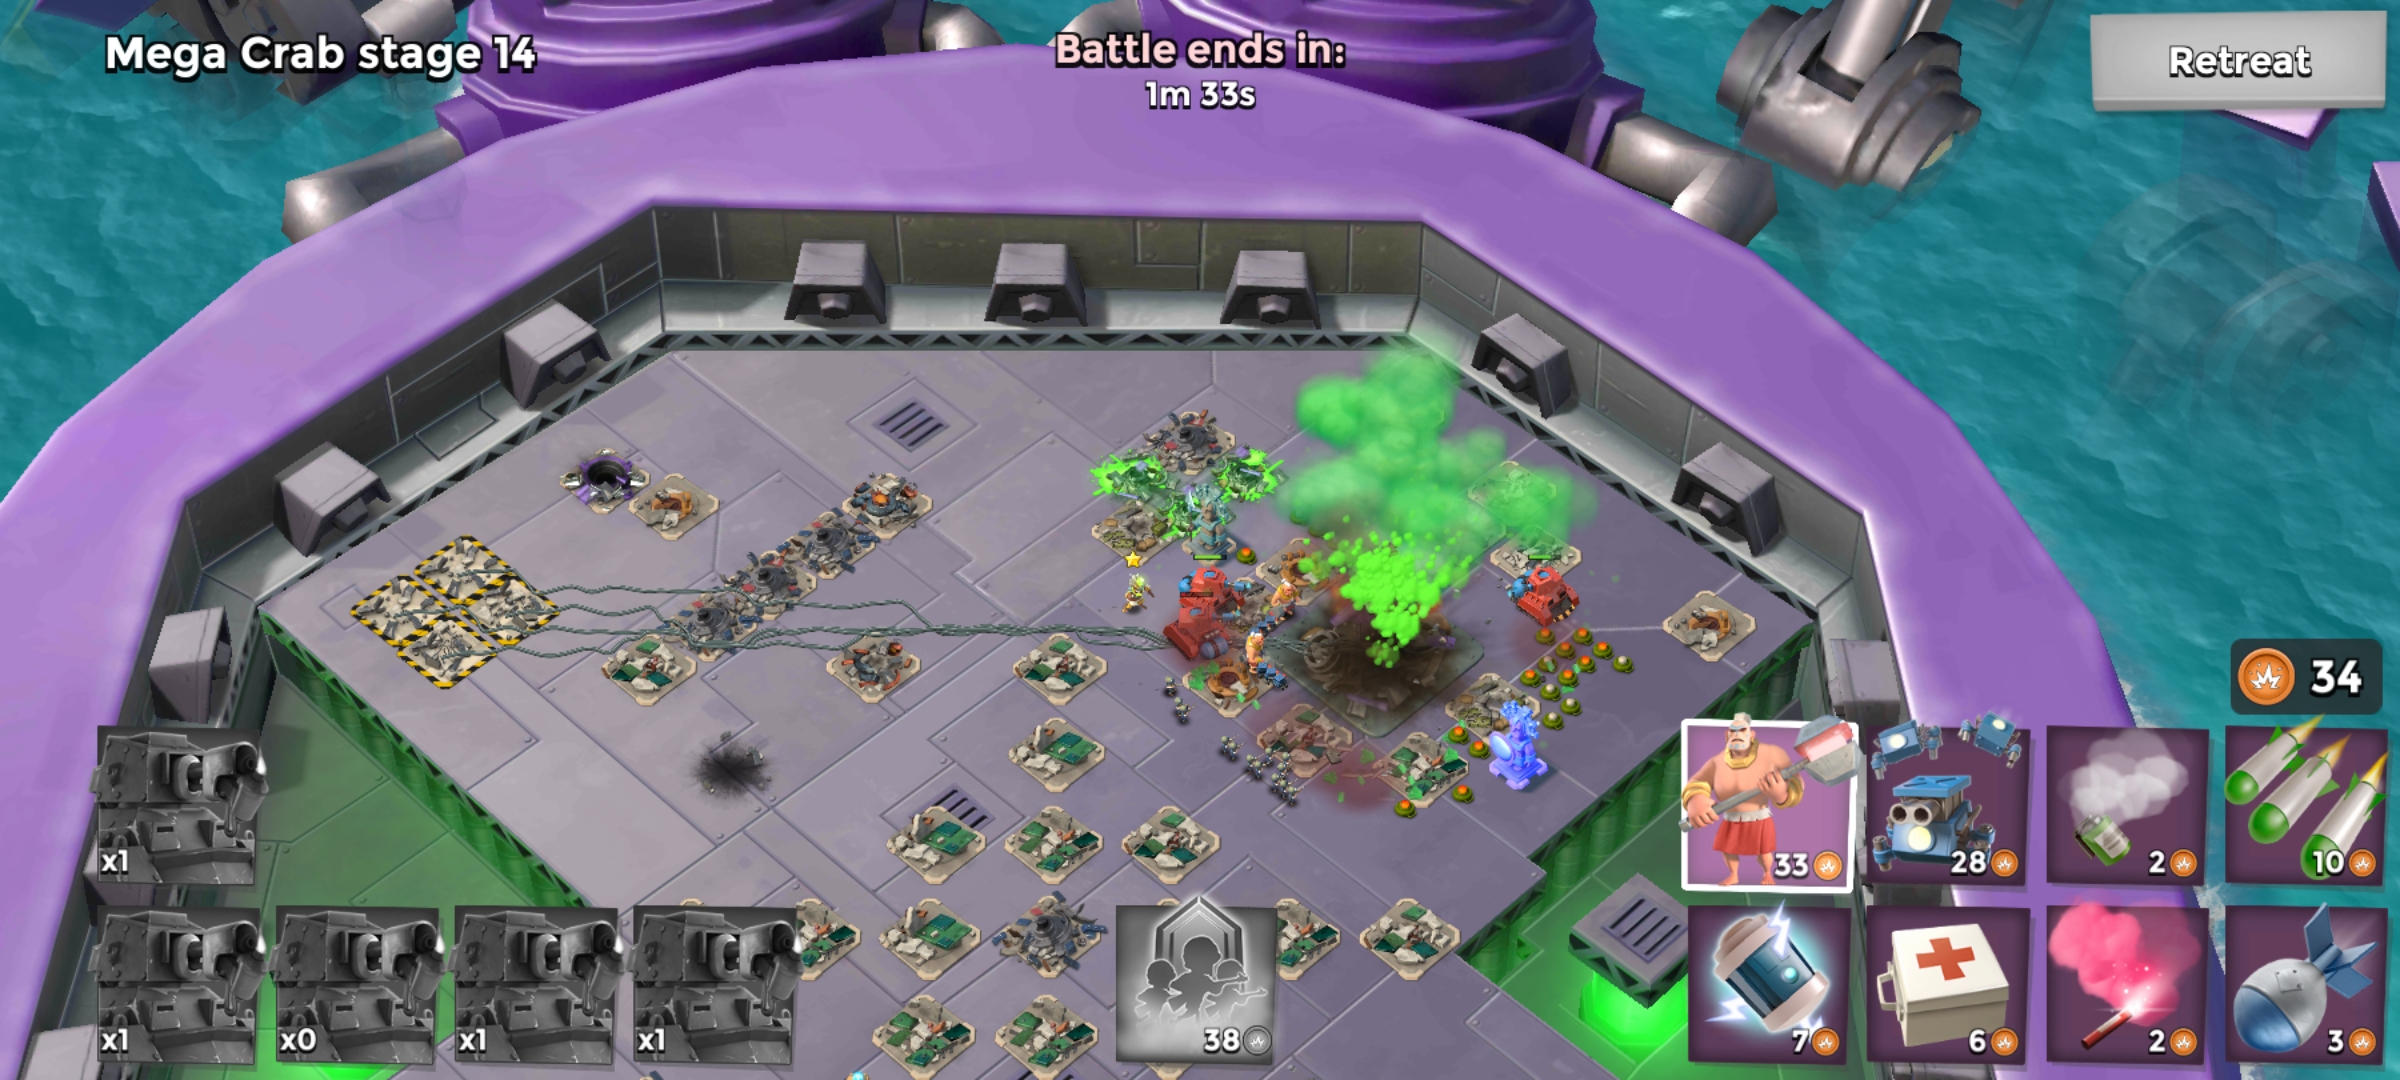 Mega Crab stage 14
Battle ends in:
1m 33s
Retreat
34
33
28
2
10
7
6
2
3
x1
x1
x0
x1
x1
38